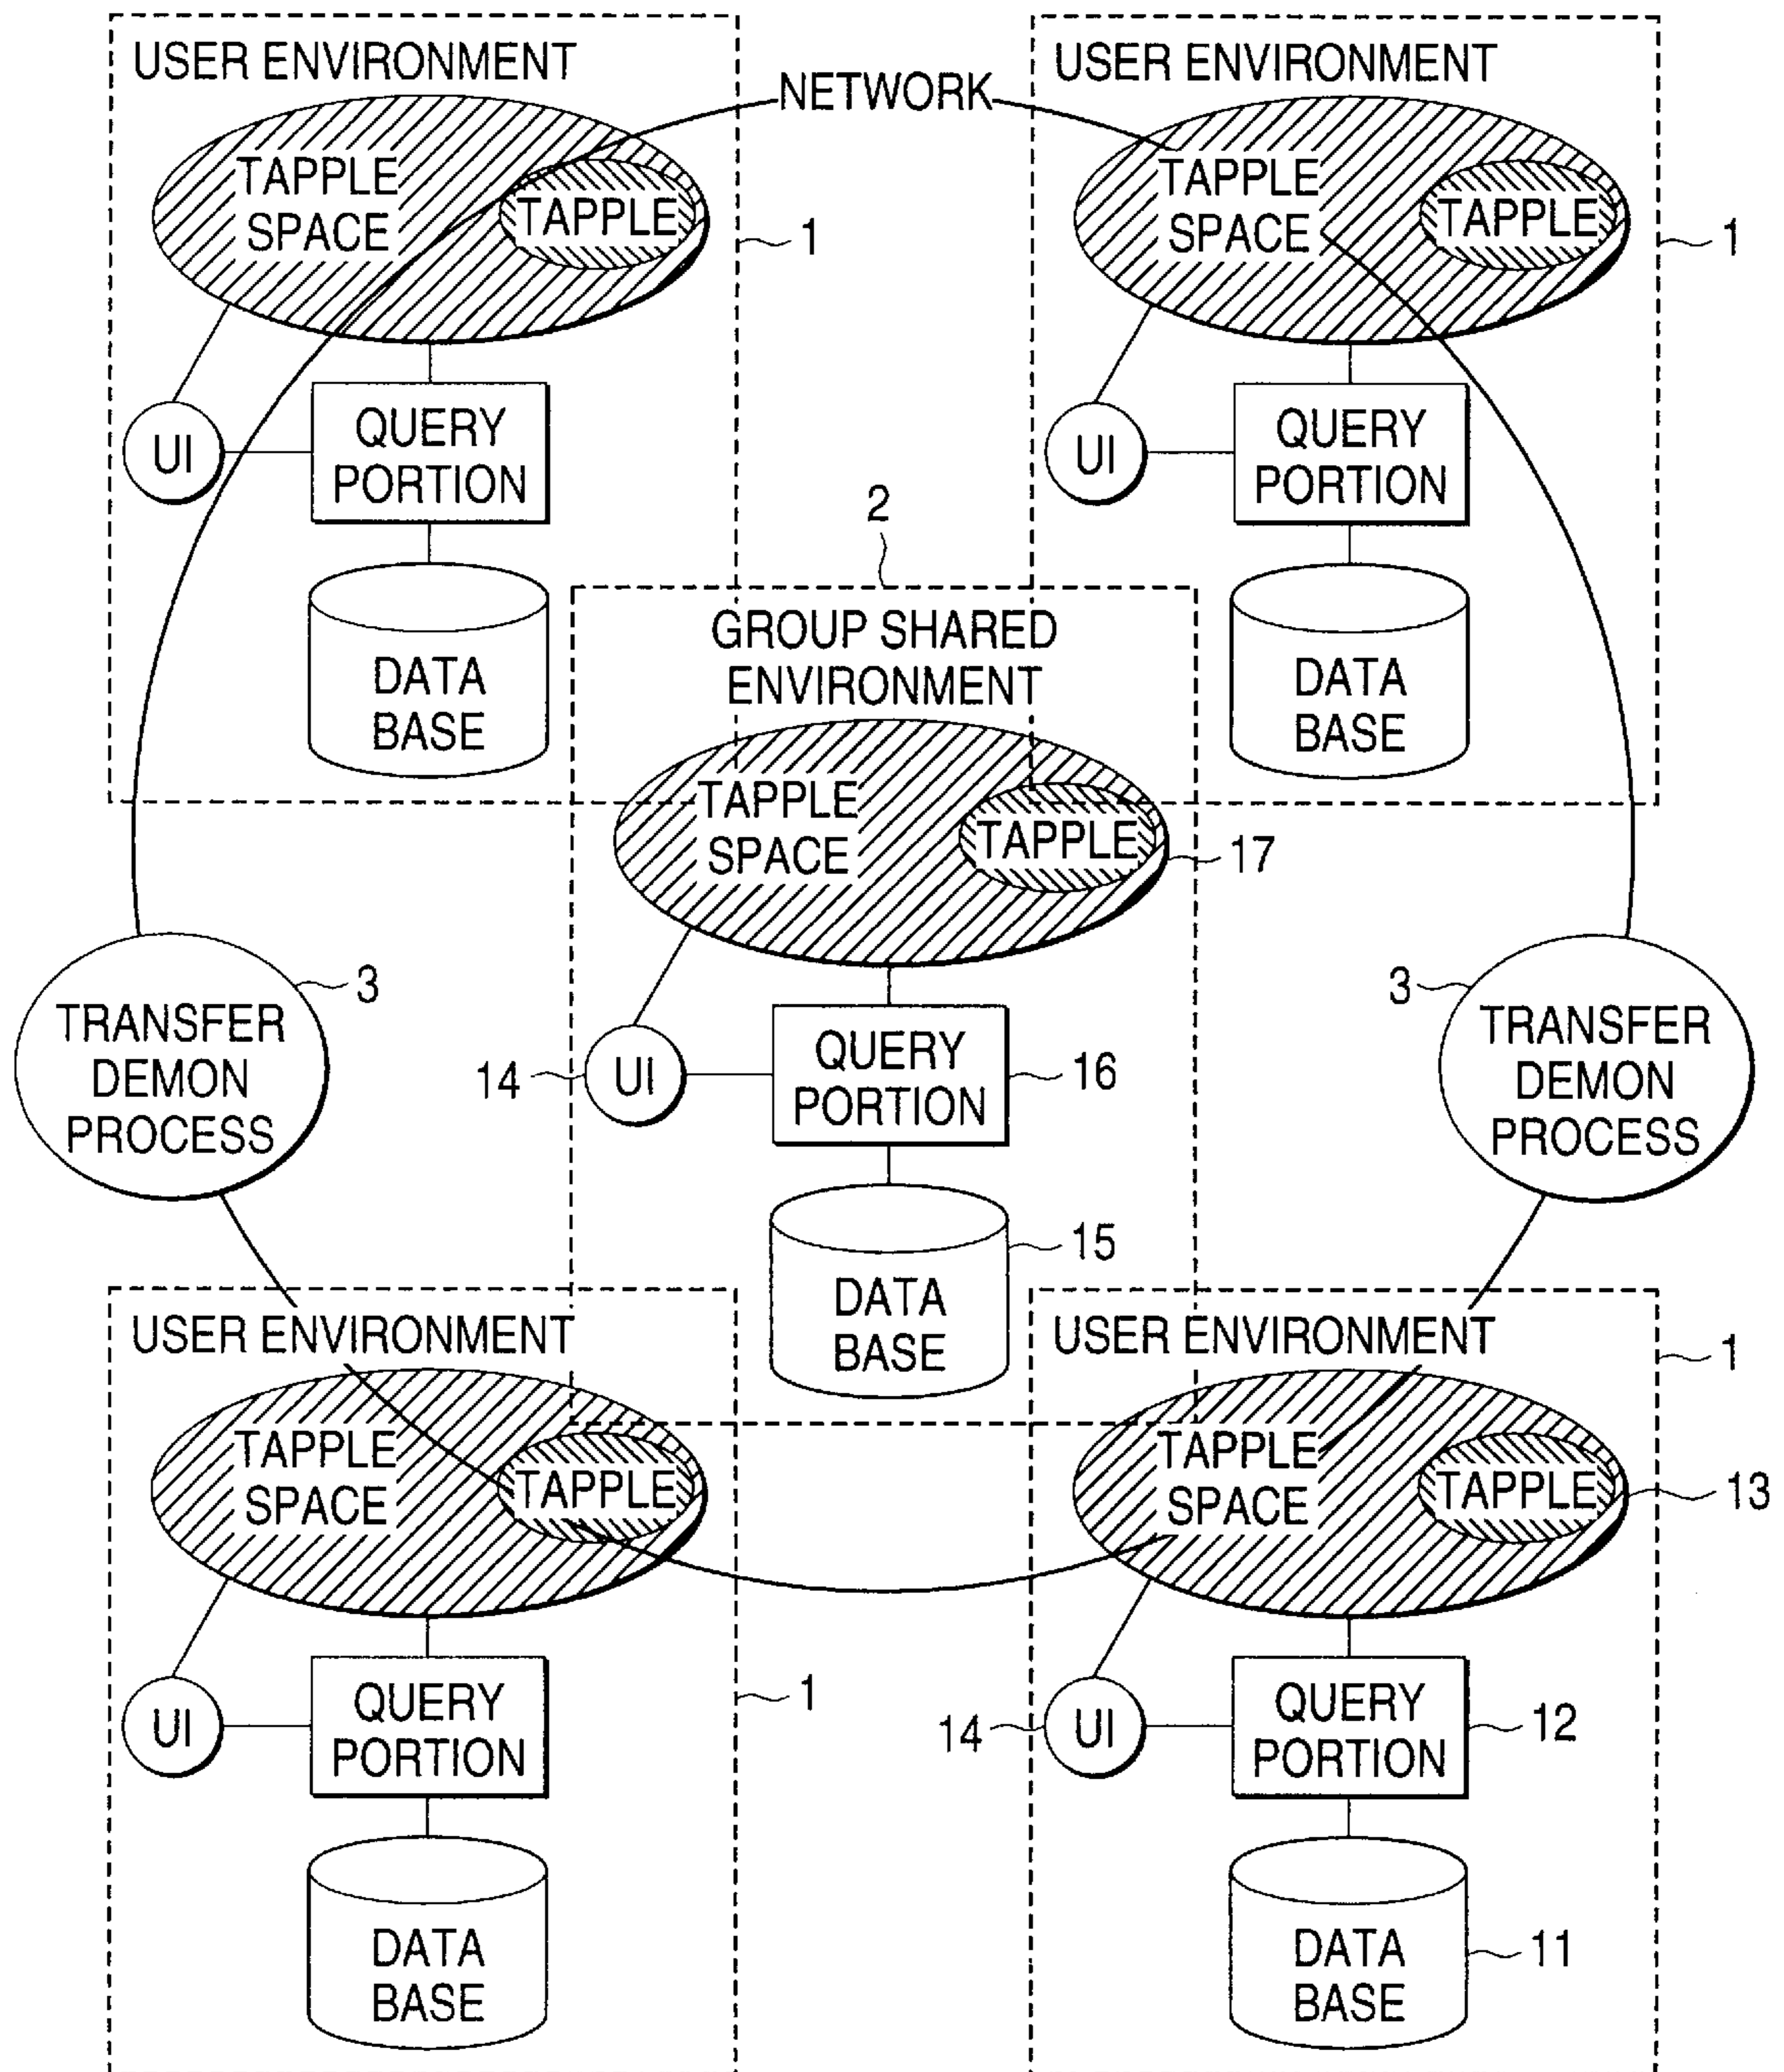 USER ENVIRONMENT
TAPPLE
SPACE
TAPPLE
1
UI
QUERY
PORTION
DATA
BASE
NETWORK
USER ENVIRONMENT
TAPPLE
SPACE
TAPPLE
1
UI
QUERY
PORTION
DATA
BASE
2
GROUP SHARED
ENVIRONMENT
TAPPLE
SPACE
TAPPLE
17
14
UI
QUERY
PORTION
16
DATA
BASE
15
3
TRANSFER
DEMON
PROCESS
3
TRANSFER
DEMON
PROCESS
USER ENVIRONMENT
TAPPLE
SPACE
TAPPLE
UI
QUERY
PORTION
1
DATA
BASE
USER ENVIRONMENT
1
TAPPLE
SPACE
TAPPLE
13
14
UI
QUERY
PORTION
12
DATA
BASE
11